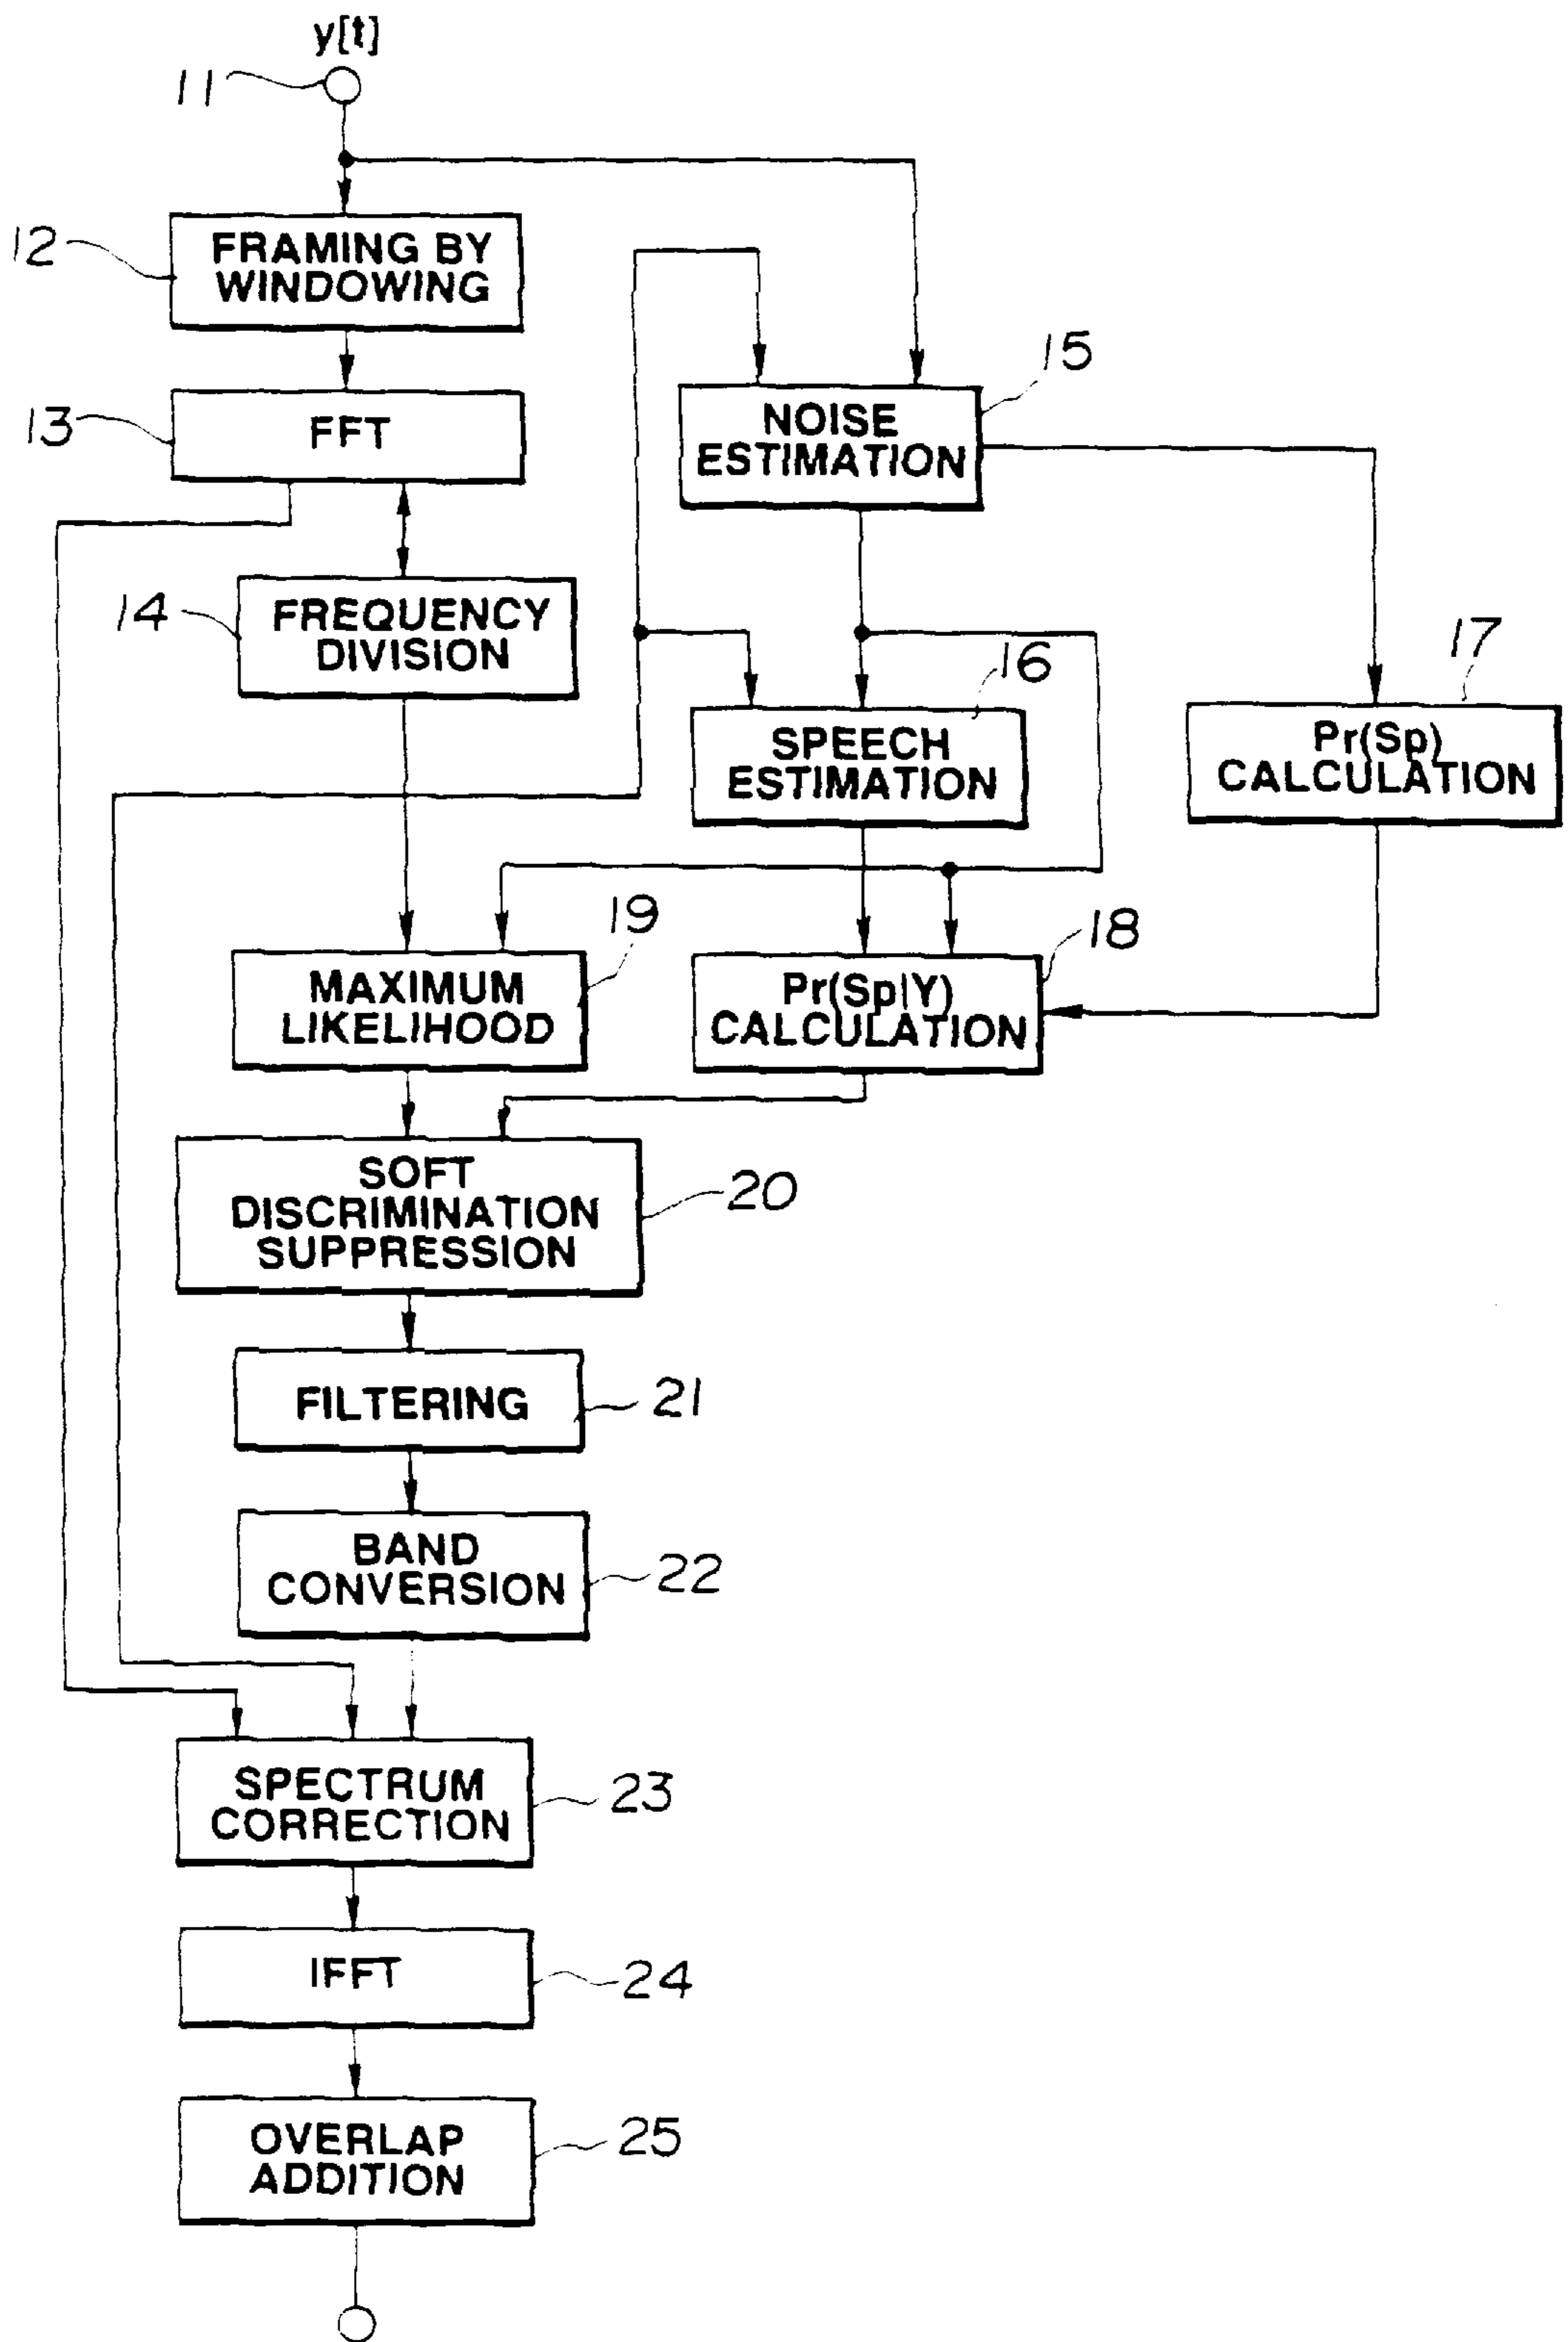 y[t]
11
12
FRAMING BY
WINDOWING
13
FFT
15
NOISE
ESTIMATION
14
FREQUENCY
DIVISION
16
SPEECH
ESTIMATION
17
Pr(Sp)
CALCULATION
19
MAXIMUM
LIKELIHOOD
18
Pr(Sp|Y)
CALCULATION
SOFT
DISCRIMINATION
SUPPRESSION
20
FILTERING
21
BAND
CONVERSION
22
SPECTRUM
CORRECTION
23
IFFT
24
OVERLAP
ADDITION
25